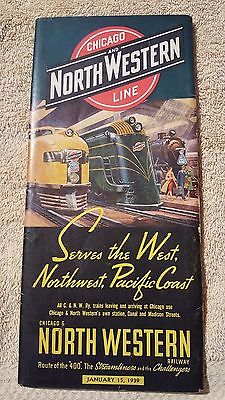 CHICAGO
AND
NORTH WESTERN
LINE
Serves the West,
Northwest, Pacific Coast
All C. & N. W. Ry. trains leaving and arriving at Chicago use
Chicago & North Western's own station, Canal and Madison Streets.
CHICAGO &
NORTH WESTERN
RAILWAY
Route of the "400", The Streamliners and the Challengers
JANUARY 15, 1939